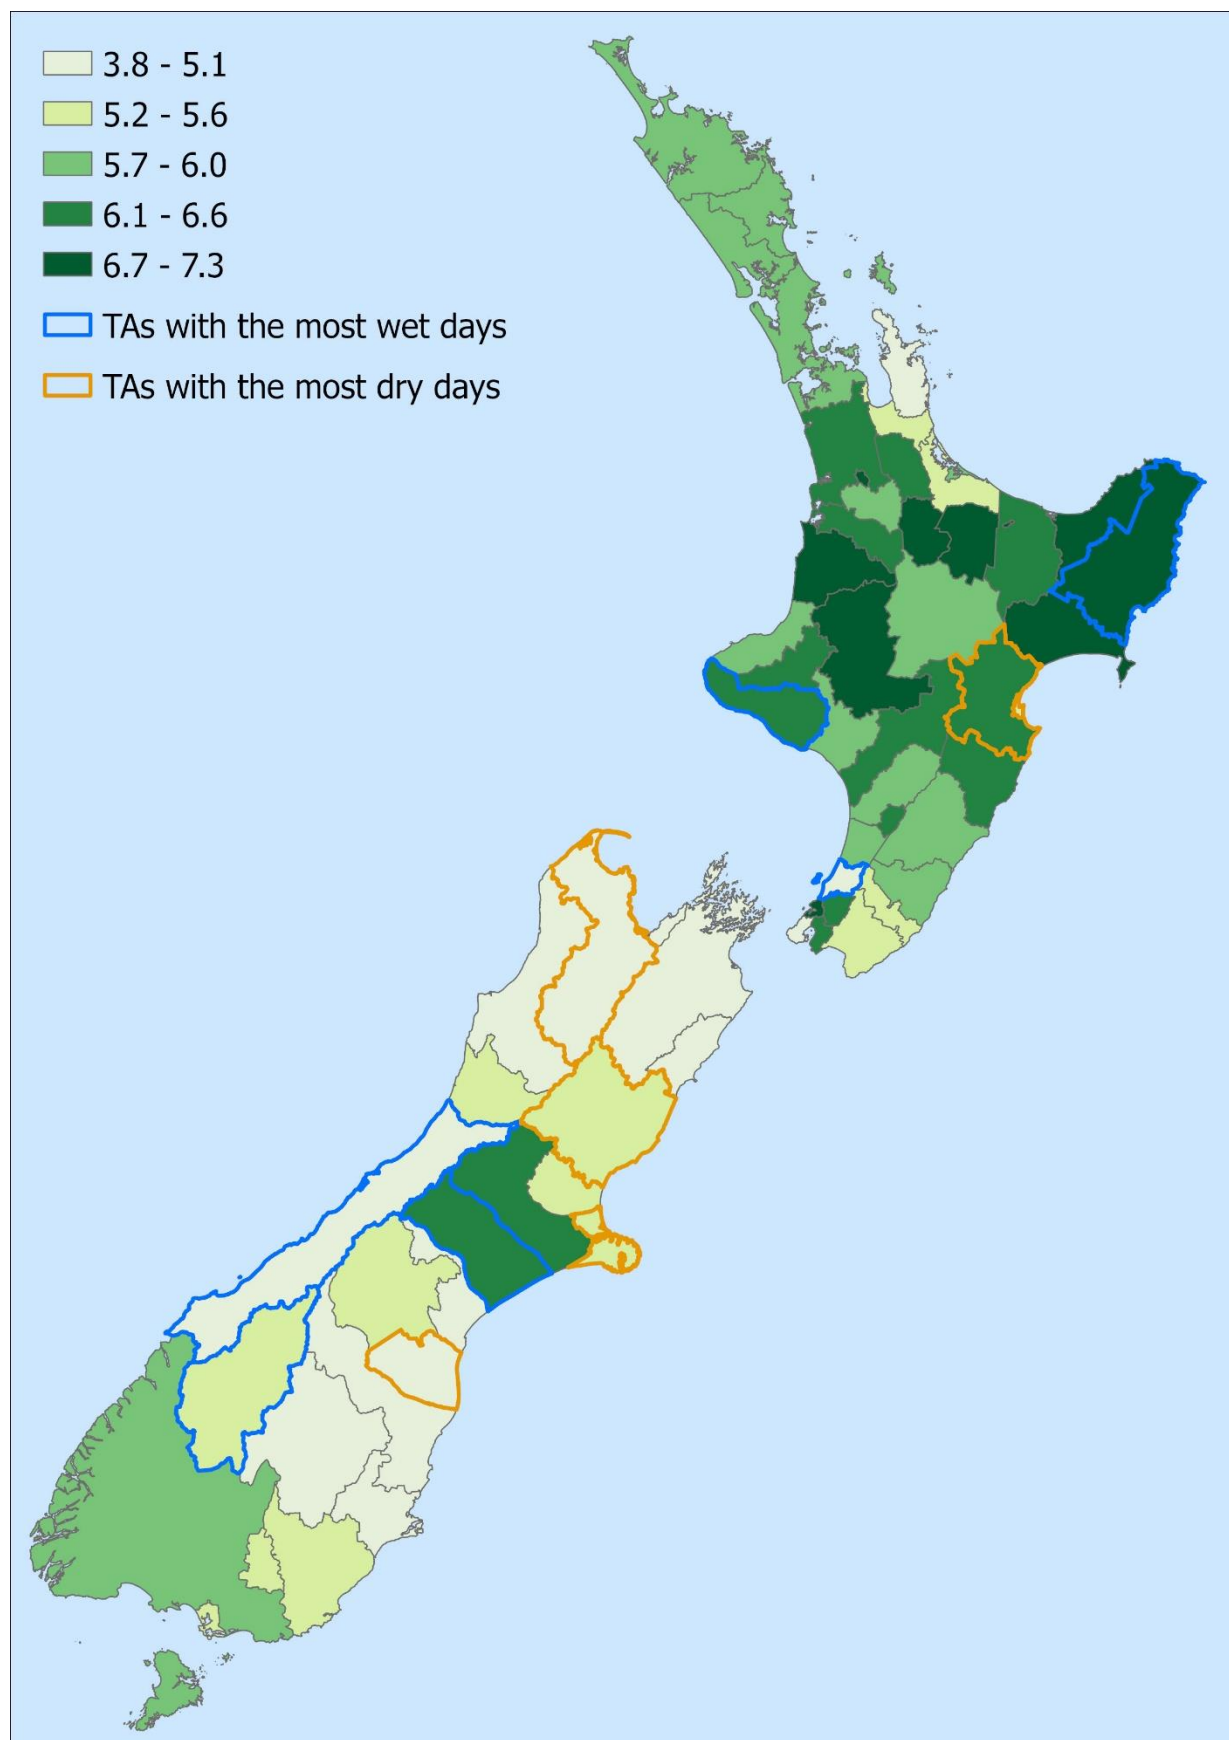 3.8 - 5.1
5.2 - 5.6
5.7 - 6.0
6.1 - 6.6
6.7 - 7.3
TAs with the most wet days
TAs with the most dry days